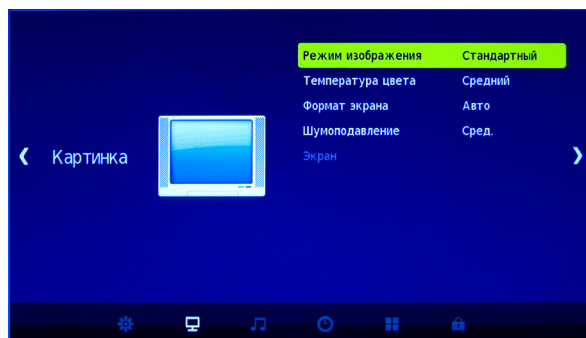 Режим изображения Стандартный
Температура цвета Средний
Формат экрана Авто
Шумоподавление Сред.
Экран
Картинка